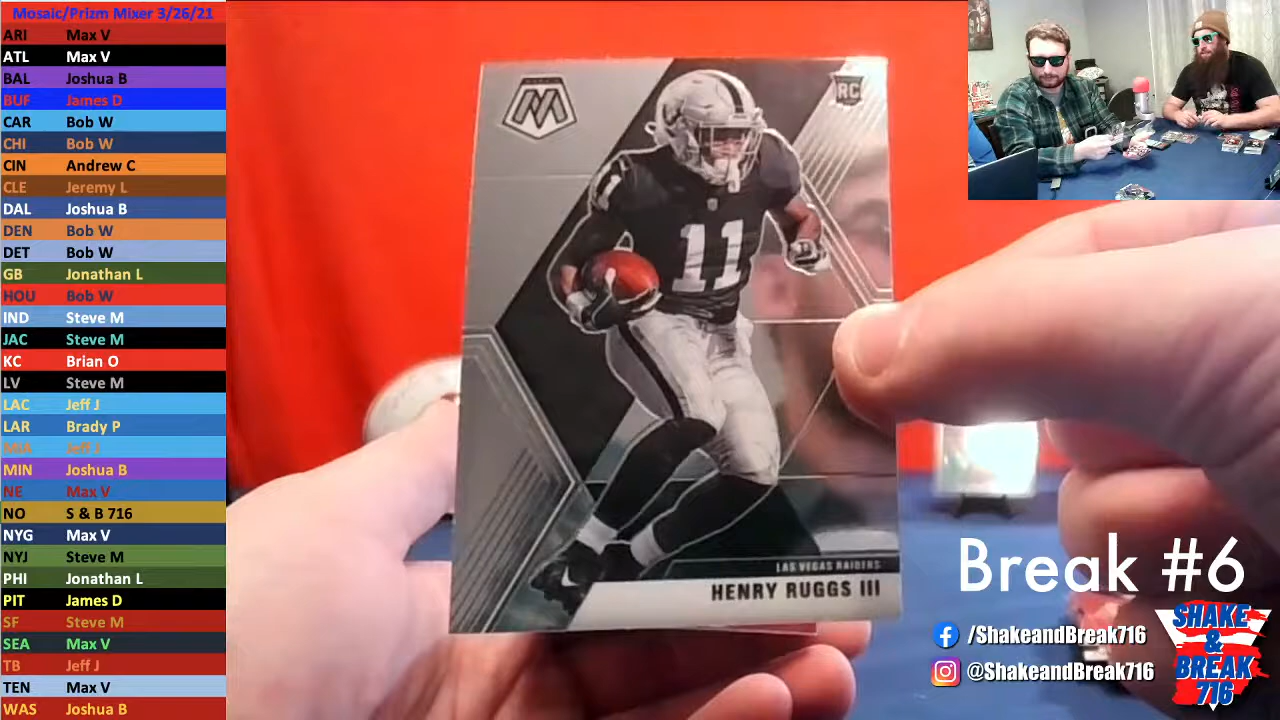 Mosaic/Prizm Mixer 3/26/21
ARI Max V
ATL Max V
BAL Joshua B
BUF James D
CAR Bob W
CHI Bob W
CIN Andrew C
CLE Jeremy L
DAL Joshua B
DEN Bob W
DET Bob W
GB Jonathan L
HOU Bob W
IND Steve M
JAC Steve M
KC Brian O
LV Steve M
LAC Jeff J
LAR Brady P
MIA Jeff J
MIN Joshua B
NE Max V
NO S & B 716
NYG Max V
NYJ Steve M
PHI Jonathan L
PIT James D
SF Steve M
SEA Max V
TB Jeff J
TEN Max V
WAS Joshua B
RC
11
11
LAS VEGAS RAIDERS
HENRY RUGGS III
Break #6
/ShakeandBreak716
@ShakeandBreak716
SHAKE
&
BREAK
716